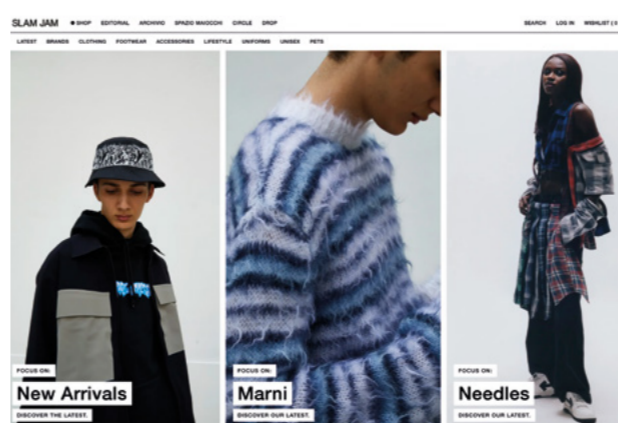 SLAM JAM SHOP EDITORIAL ARCHIVIO SPAZIO MAIOCCHI CIRCLE DROP SEARCH LOG IN WISHLIST ( 0
LATEST BRANDS CLOTHING FOOTWEAR ACCESSORIES LIFESTYLE UNIFORMS UNISEX PETS
FOCUS ON:
New Arrivals
DISCOVER THE LATEST.
FOCUS ON:
Marni
DISCOVER OUR LATEST.
FOCUS ON:
Needles
DISCOVER OUR LATEST.